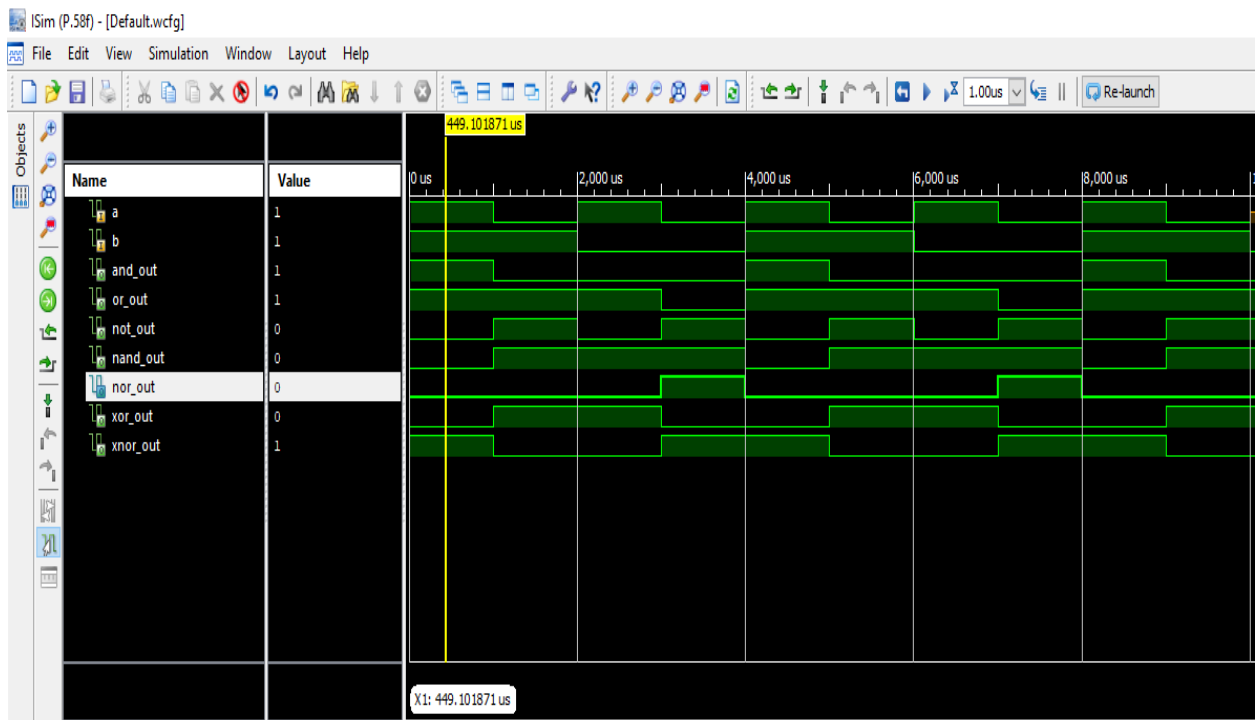 ISim (P.58f) - [Default.wcfg]
File Edit View Simulation Window Layout Help
1.00us Re-launch
Objects
449.101871 us
Name Value
0 us 2,000 us 4,000 us 6,000 us 8,000 us
a 1
b 1
and_out 1
or_out 1
not_out 0
nand_out 0
nor_out 0
xor_out 0
xnor_out 1
X1: 449.101871 us